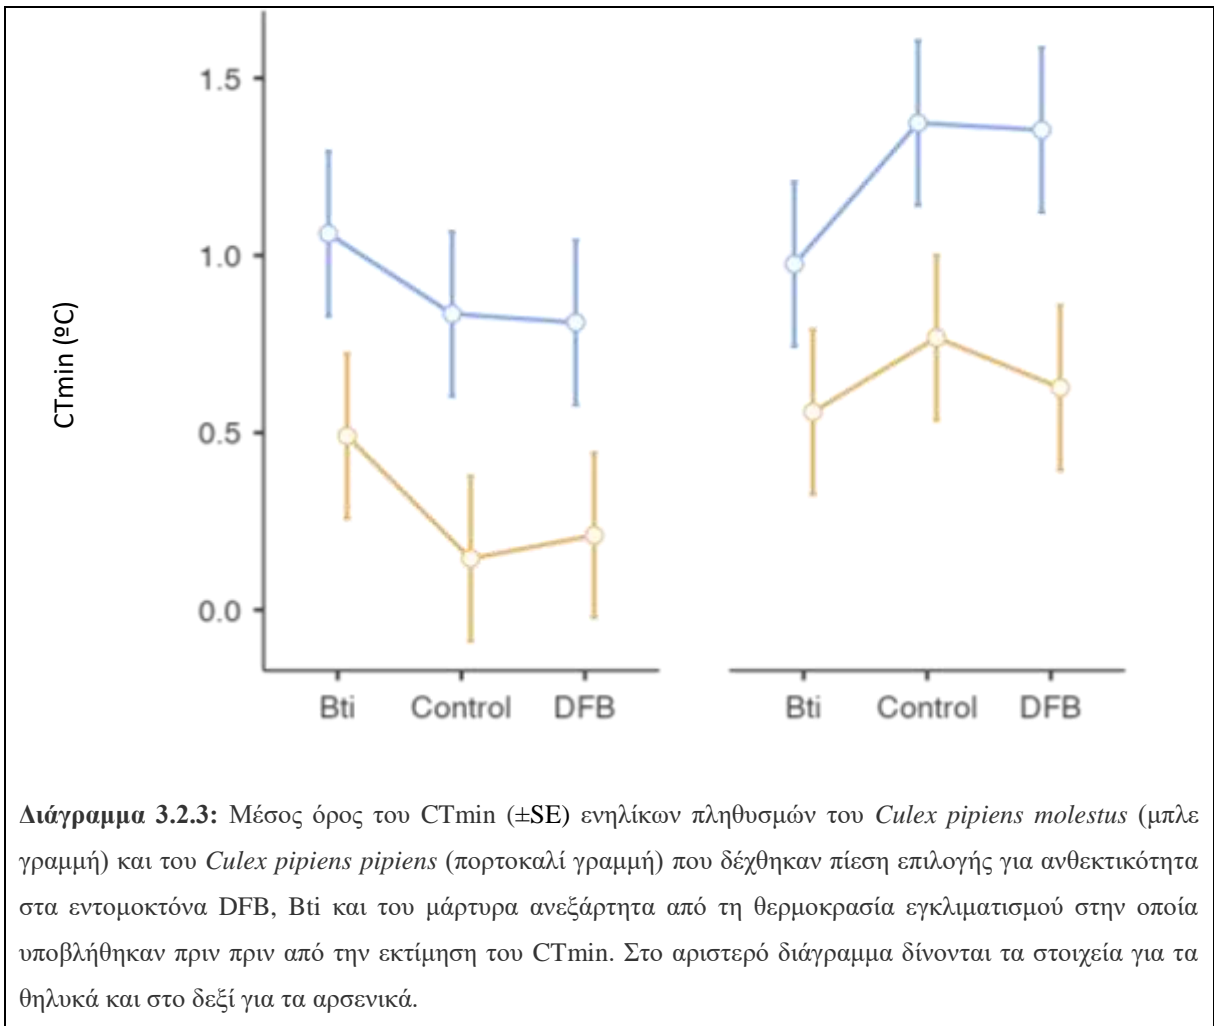 1.5
1.0
0.5
0.0
CTmin (ºC)
Bti Control DFB Bti Control DFB
Διάγραμμα 3.2.3: Μέσος όρος του CTmin (±SE) ενηλίκων πληθυσμών του Culex pipiens molestus (μπλε
γραμμή) και του Culex pipiens pipiens (πορτοκαλί γραμμή) που δέχθηκαν πίεση επιλογής για ανθεκτικότητα
στα εντομοκτόνα DFB, Bti και του μάρτυρα ανεξάρτητα από τη θερμοκρασία εγκλιματισμού στην οποία
υποβλήθηκαν πριν πριν από την εκτίμηση του CTmin. Στο αριστερό διάγραμμα δίνονται τα στοιχεία για τα
θηλυκά και στο δεξί για τα αρσενικά.